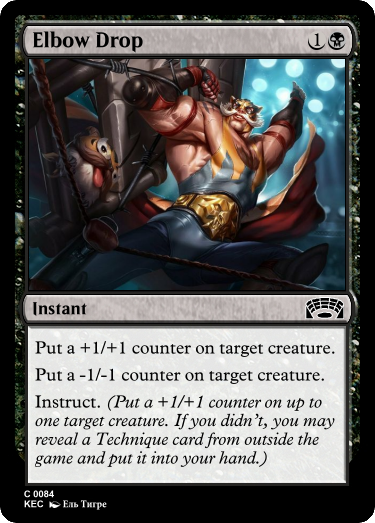 Elbow Drop 1
Instant
Put a +1/+1 counter on target creature.
Put a -1/-1 counter on target creature.
Instruct. (Put a +1/+1 counter on up to
one target creature. If you didn't, you may
reveal a Technique card from outside the
game and put it into your hand.)
C 0084
KEC Ель Тигре